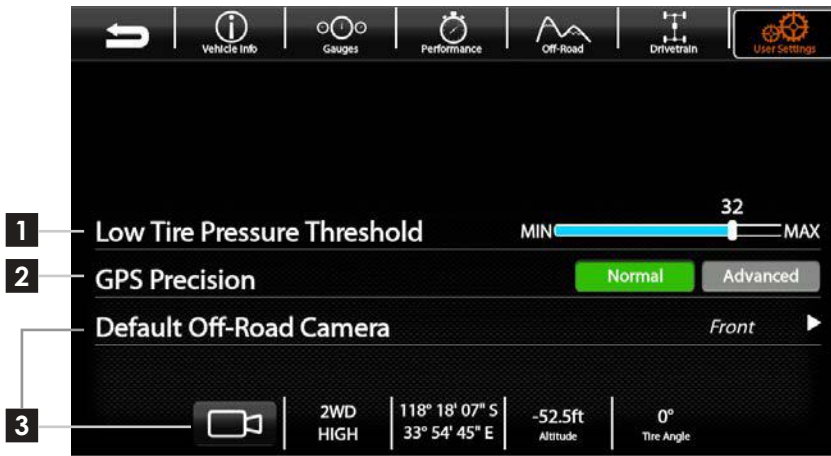 Vehicle Info
Gauges
Performance
Off-Road
Drivetrain
User Settings
32
1
Low Tire Pressure Threshold
MIN
MAX
2
GPS Precision
Normal
Advanced
Default Off-Road Camera
Front
3
2WD
HIGH
118° 18' 07" S
33° 54' 45" E
-52.5ft
Altitude
0°
Tire Angle